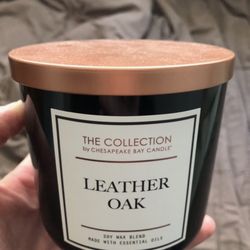 THE COLLECTION
by CHESAPEAKE BAY CANDLE
LEATHER
OAK
SOY WAX BLEND
MADE WITH ESSENTIAL OILS